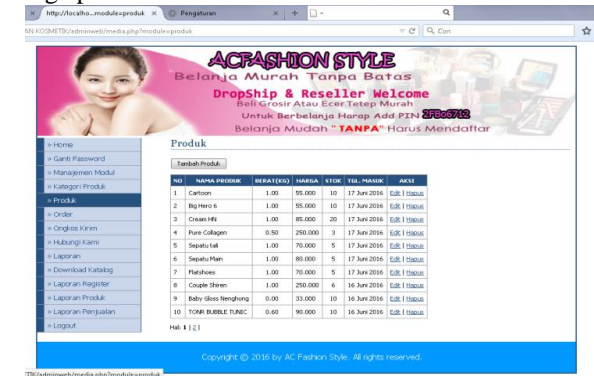 http://localho...module=produk × Pengaturan × +
AN KOSMETIK/adminweb/media.php?module=produk Cari
ACFASHION STYLE
Belanja Murah Tanpa Batas
DropShip & Reseller Welcome
Beli Grosir Atau Ecer Tetep Murah
Untuk Berbelanja Harap Add PIN 2FB06712
Belanja Mudah "TANPA" Harus Mendaftar
» Home
» Ganti Password
» Manajemen Modul
» Kategori Produk
» Produk
» Order
» Ongkos Kirim
» Hubungi Kami
» Laporan
» Download Katalog
» Laporan Register
» Laporan Produk
» Laporan Penjualan
» Logout
Produk
Tambah Produk
NO NAMA PRODUK BERAT(KG) HARGA STOK TGL. MASUK AKSI
1 Cartoon 1.00 55.000 10 17 Juni 2016 Edit | Hapus
2 Big Hero 6 1.00 55.000 10 17 Juni 2016 Edit | Hapus
3 Cream HN 1.00 85.000 20 17 Juni 2016 Edit | Hapus
4 Pure Collagen 0.50 250.000 3 17 Juni 2016 Edit | Hapus
5 Sepatu tali 1.00 70.000 5 17 Juni 2016 Edit | Hapus
6 Sepatu Main 1.00 80.000 5 17 Juni 2016 Edit | Hapus
7 Flatshoes 1.00 70.000 5 17 Juni 2016 Edit | Hapus
8 Couple Shiren 1.00 250.000 6 16 Juni 2016 Edit | Hapus
9 Baby Gloss Nenghong 0.00 33.000 10 16 Juni 2016 Edit | Hapus
10 TONR BUBBLE TUNIC 0.60 90.000 10 16 Juni 2016 Edit | Hapus
Hal: 1 | 2 |
Copyright © 2016 by AC Fashion Style. All rights reserved.
TIK/adminweb/media.php?module=produk